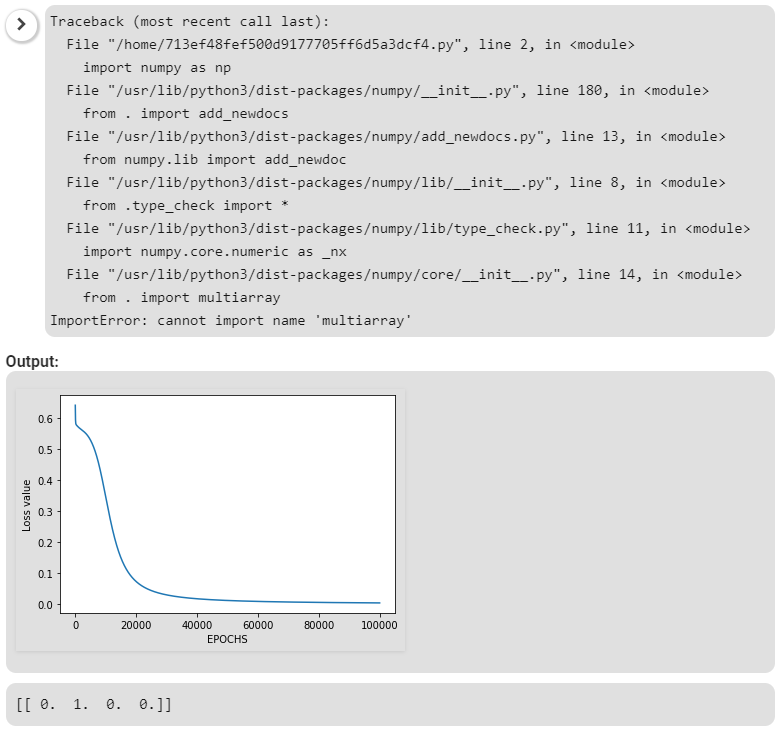 Traceback (most recent call last):
File "/home/713ef48fef500d9177705ff6d5a3dcf4.py", line 2, in <module>
import numpy as np
File "/usr/lib/python3/dist-packages/numpy/__init__.py", line 180, in <module>
from . import add_newdocs
File "/usr/lib/python3/dist-packages/numpy/add_newdocs.py", line 13, in <module>
from numpy.lib import add_newdoc
File "/usr/lib/python3/dist-packages/numpy/lib/__init__.py", line 8, in <module>
from .type_check import *
File "/usr/lib/python3/dist-packages/numpy/lib/type_check.py", line 11, in <module>
import numpy.core.numeric as _nx
File "/usr/lib/python3/dist-packages/numpy/core/__init__.py", line 14, in <module>
from . import multiarray
ImportError: cannot import name 'multiarray'
Output:
0.6
0.5
0.4
0.3
0.2
0.1
0.0
Loss value
0 20000 40000 60000 80000 100000
EPOCHS
[[ 0. 1. 0. 0.]]